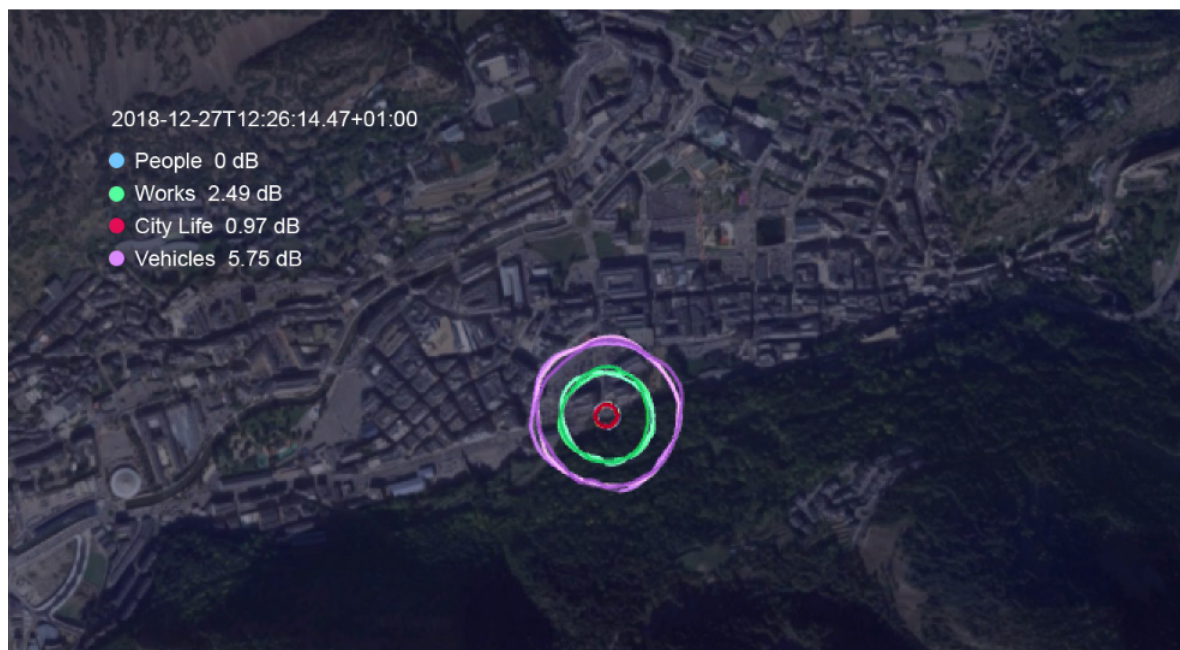 2018-12-27T12:26:14.47+01:00
People 0 dB
Works 2.49 dB
City Life 0.97 dB
Vehicles 5.75 dB